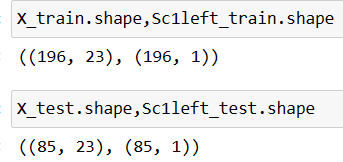 X_train.shape,Sc1left_train.shape
((196, 23), (196, 1))
X_test.shape,Sc1left_test.shape
((85, 23), (85, 1))